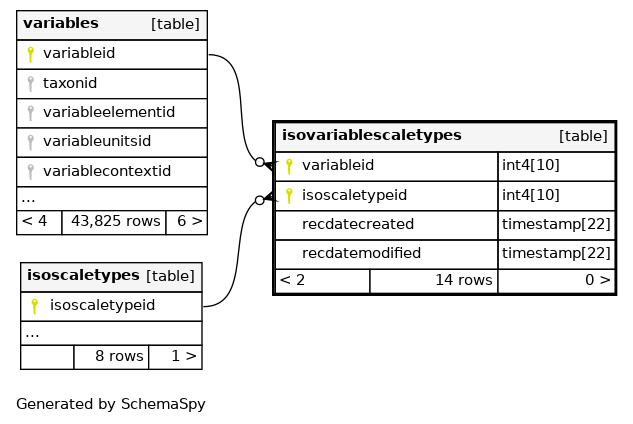 variables [table]
variableid
taxonid
variableelementid
variableunitsid
variablecontextid
...
< 4 43,825 rows 6 >
isovariablescaletypes [table]
variableid int4[10]
isoscaletypeid int4[10]
recdatecreated timestamp[22]
recdatemodified timestamp[22]
< 2 14 rows 0 >
isoscaletypes [table]
isoscaletypeid
...
8 rows 1 >
Generated by SchemaSpy